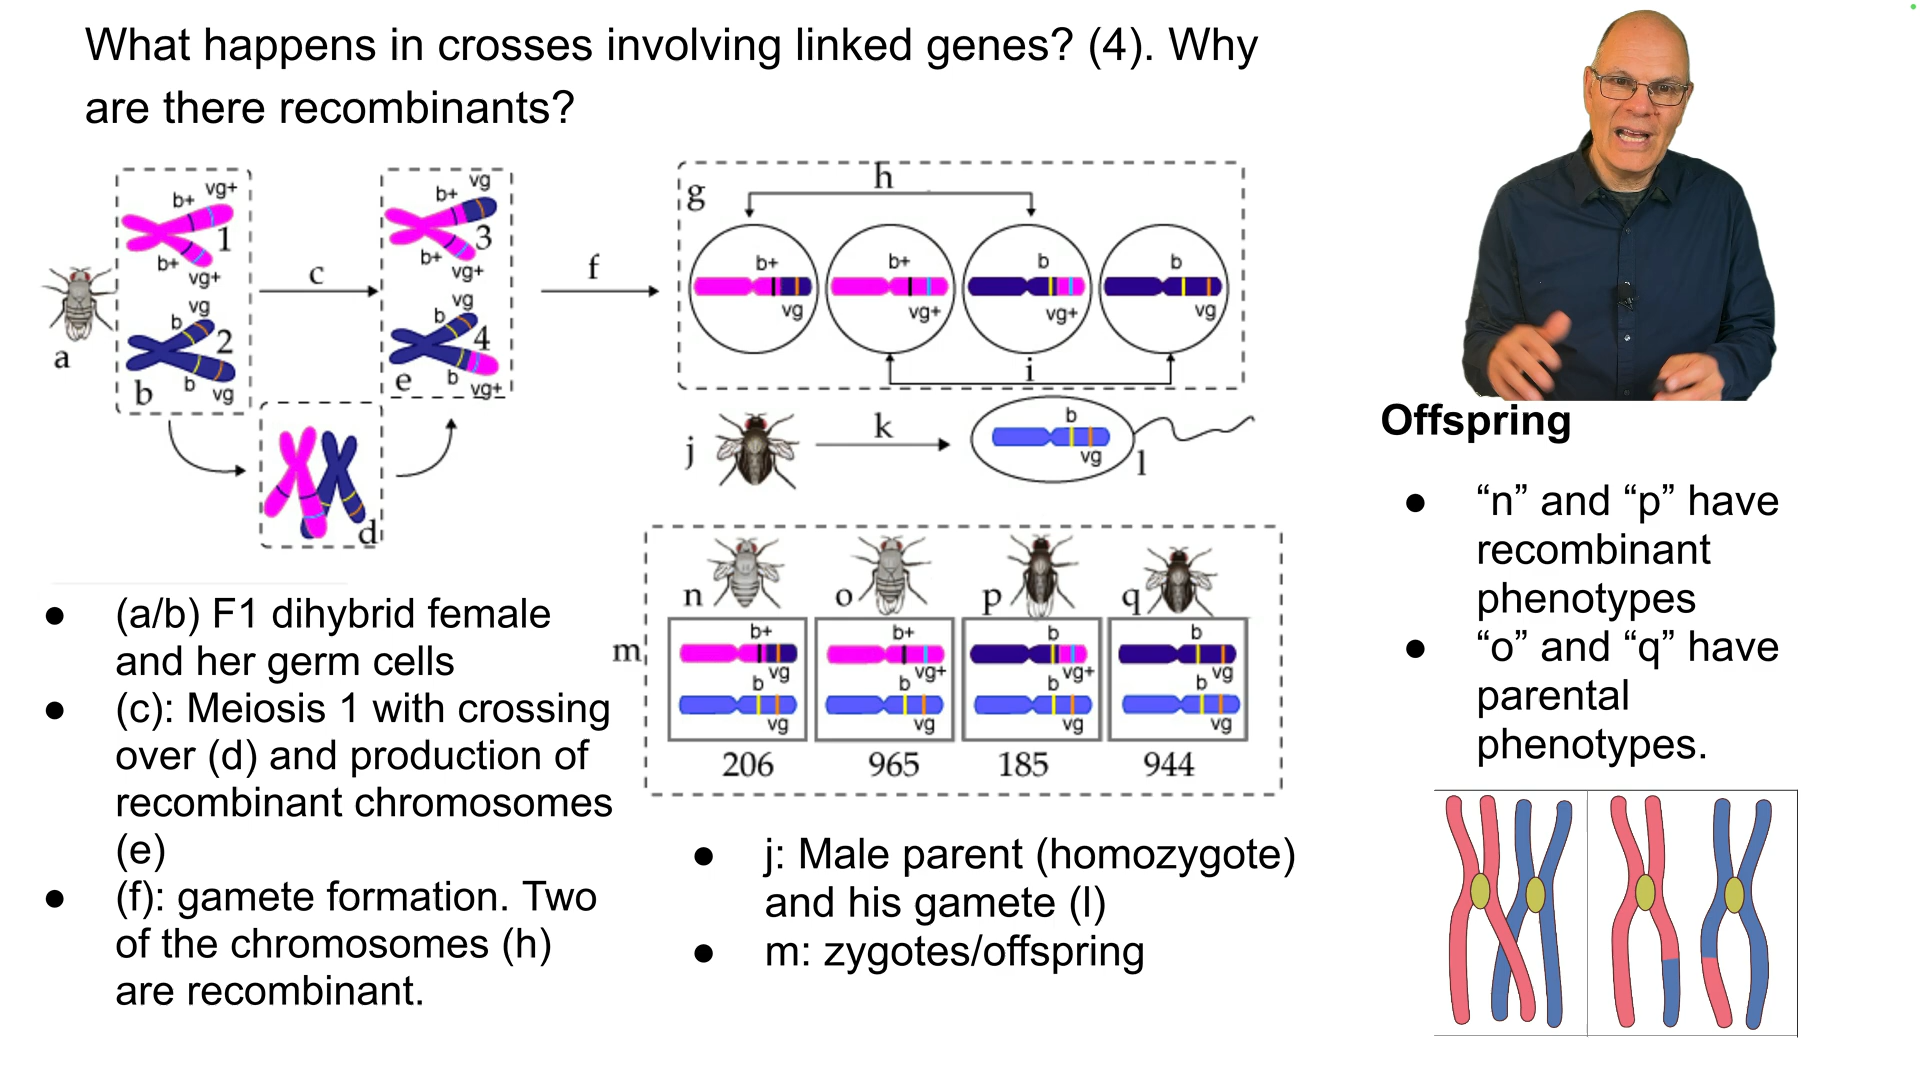 What happens in crosses involving linked genes? (4). Why
are there recombinants?
b+ vg+
1
b+ vg+
vg
b 2
b vg
b
a
c
d
b+ vg
3
b+ vg+
vg
b 4
e b vg+
f
g h
b+ b+ b b
vg vg+ vg+ vg
i
j k b
vg l
n o p q
m
b+ b+ b b
vg vg+ vg+ vg
b b b b
vg vg vg vg
206 965 185 944
● (a/b) F1 dihybrid female
and her germ cells
● (c): Meiosis 1 with crossing
over (d) and production of
recombinant chromosomes
(e)
● (f): gamete formation. Two
of the chromosomes (h)
are recombinant.
● j: Male parent (homozygote)
and his gamete (l)
● m: zygotes/offspring
Offspring
● “n” and “p” have
recombinant
phenotypes
● “o” and “q” have
parental
phenotypes.